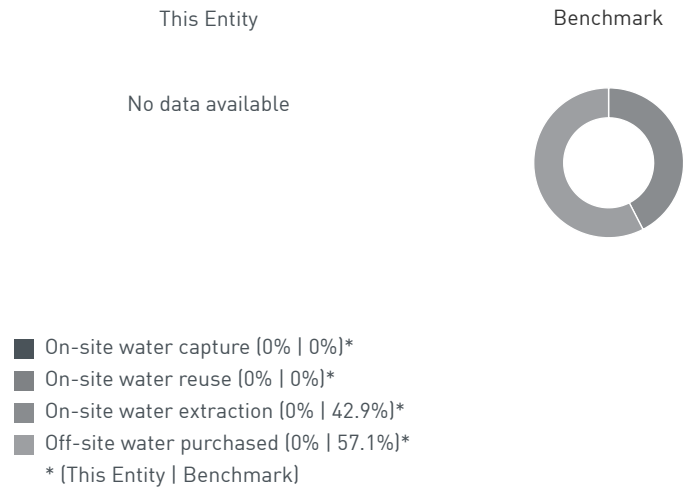 This Entity
Benchmark
No data available
On-site water capture (0% | 0%)*
On-site water reuse (0% | 0%)*
On-site water extraction (0% | 42.9%)*
Off-site water purchased (0% | 57.1%)*
* (This Entity | Benchmark)